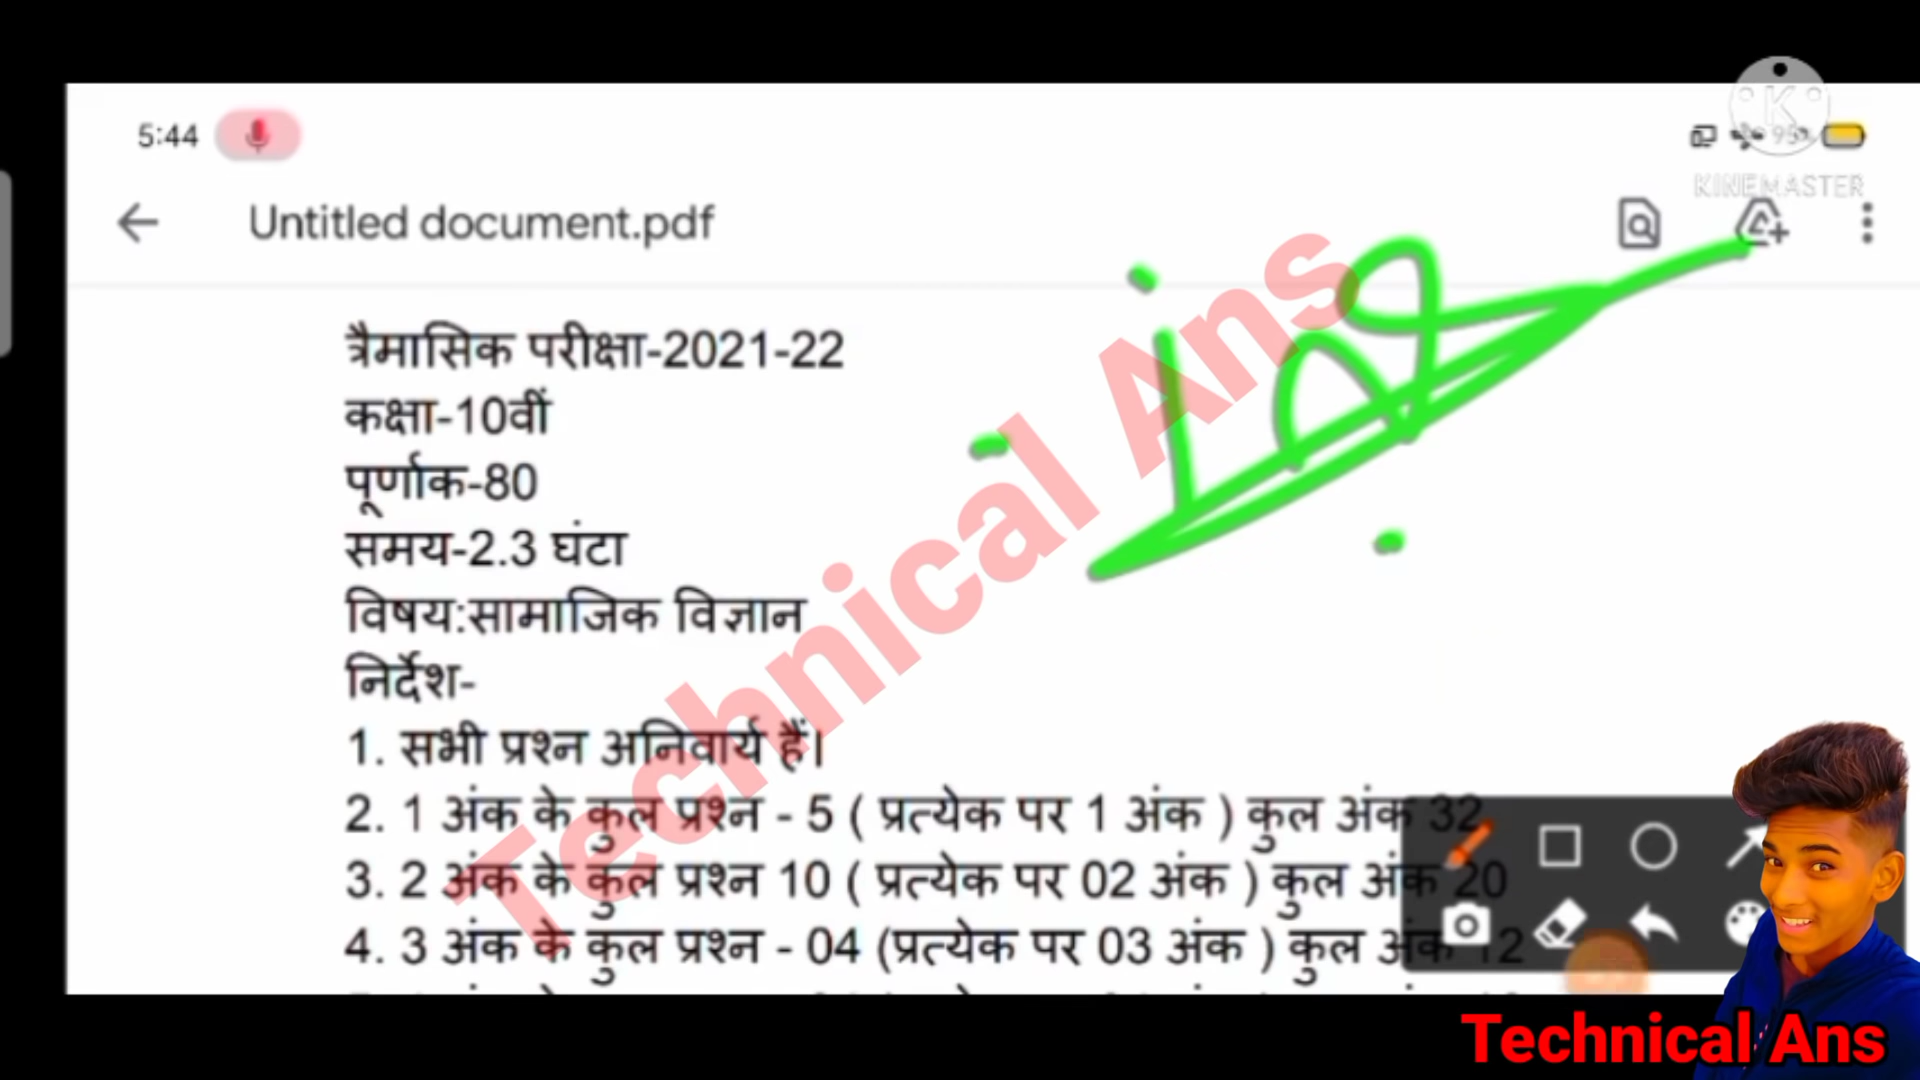 5:44
95
KINEMASTER
Untitled document.pdf
त्रैमासिक परीक्षा-2021-22
कक्षा-10वीं
पूर्णाक-80
समय-2.3 घंटा
विषय:सामाजिक विज्ञान
निर्देश-
1. सभी प्रश्न अनिवार्य हैं।
2. 1 अंक के कुल प्रश्न - 5 ( प्रत्येक पर 1 अंक ) कुल अंक 32
3. 2 अंक के कुल प्रश्न 10 ( प्रत्येक पर 02 अंक ) कुल अंक 20
4. 3 अंक के कुल प्रश्न - 04 (प्रत्येक पर 03 अंक ) कुल अंक 12
Technical Ans
Technical Ans